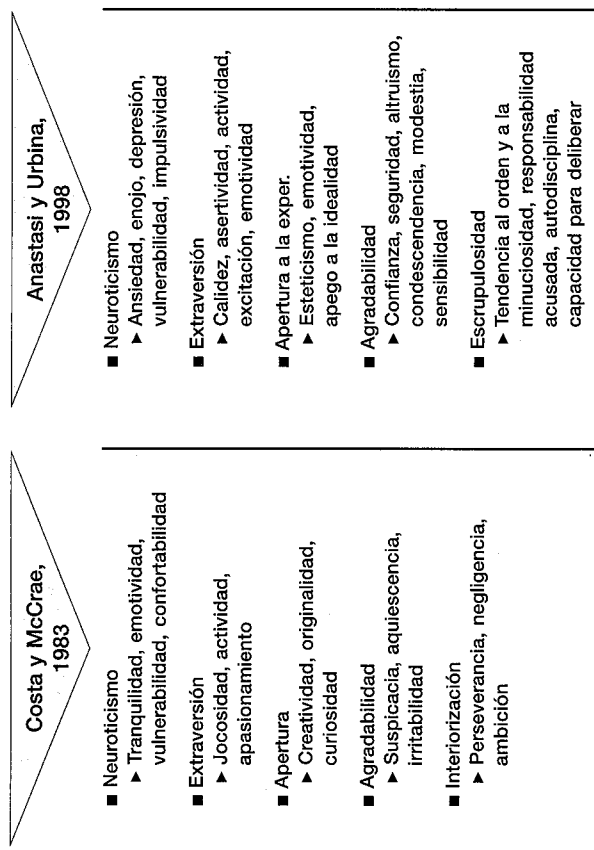 Costa y McCrae,
1983
■ Neuroticismo
► Tranquilidad, emotividad,
vulnerabilidad, confortabilidad
■ Extraversión
► Jocosidad, actividad,
apasionamiento
■ Apertura
► Creatividad, originalidad,
curiosidad
■ Agradabilidad
► Suspicacia, aquiescencia,
irritabilidad
■ Interiorización
► Perseverancia, negligencia,
ambición
Anastasi y Urbina,
1998
■ Neuroticismo
► Ansiedad, enojo, depresión,
vulnerabilidad, impulsividad
■ Extraversión
► Calidez, asertividad, actividad,
excitación, emotividad
■ Apertura a la exper.
► Esteticismo, emotividad,
apego a la idealidad
■ Agradabilidad
► Confianza, seguridad, altruismo,
condescendencia, modestia,
sensibilidad
■ Escrupulosidad
► Tendencia al orden y a la
minuciosidad, responsabilidad
acusada, autodisciplina,
capacidad para deliberar